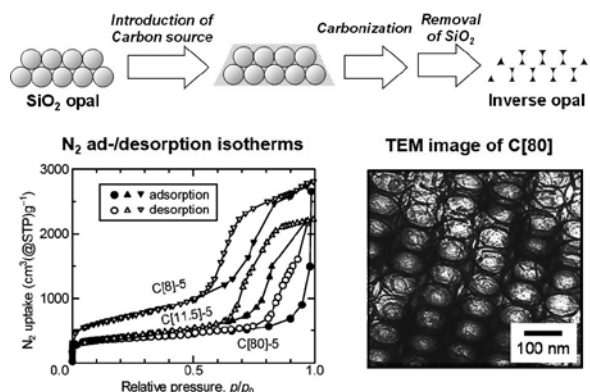 Introduction of
Carbon source
Carbonization
Removal
of SiO₂
SiO₂ opal
Inverse opal
N₂ ad-/desorption isotherms
TEM image of C[80]
3000
2000
1000
0
N₂ uptake (cm³(@STP)g⁻¹)
adsorption
desorption
C[8]-5
C[11.5]-5
C[80]-5
0.0
0.5
1.0
Relative pressure, p/p₀
100 nm